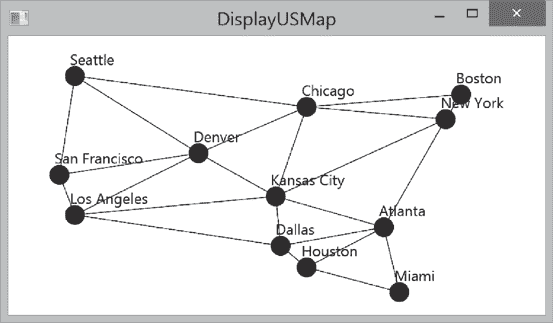 DisplayUSMap
Seattle
Boston
Chicago
New York
Denver
San Francisco
Kansas City
Los Angeles
Atlanta
Dallas
Houston
Miami